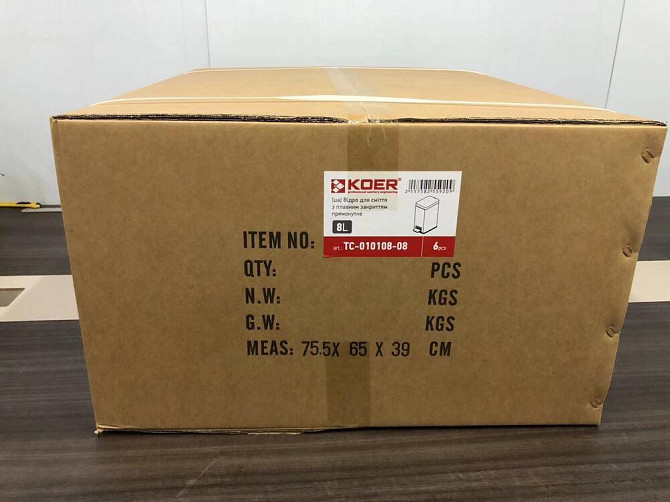 KOER
professional sanitary engineering
[ua] Відро для сміття
з плавним закриттям
прямокутне
8L
art.: TC-010108-08
6pcs
ITEM NO:
QTY: PCS
N.W: KGS
G.W: KGS
MEAS: 75.5X 65 X 39 CM